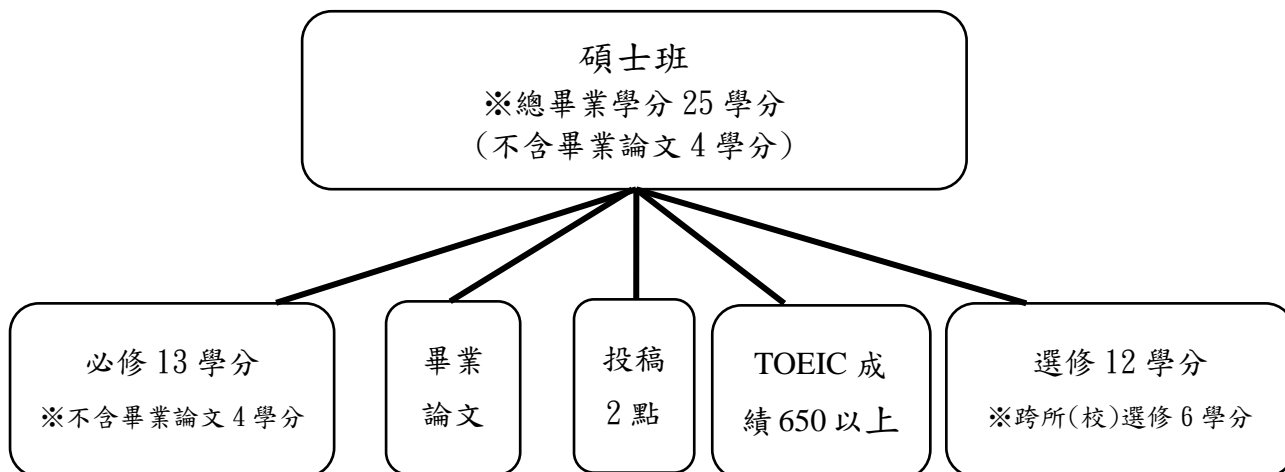 碩士班
※總畢業學分 25 學分
(不含畢業論文 4 學分)
必修 13 學分
※不含畢業論文 4 學分
畢業
論文
投稿
2 點
TOEIC 成
績 650 以上
選修 12 學分
※跨所(校)選修 6 學分